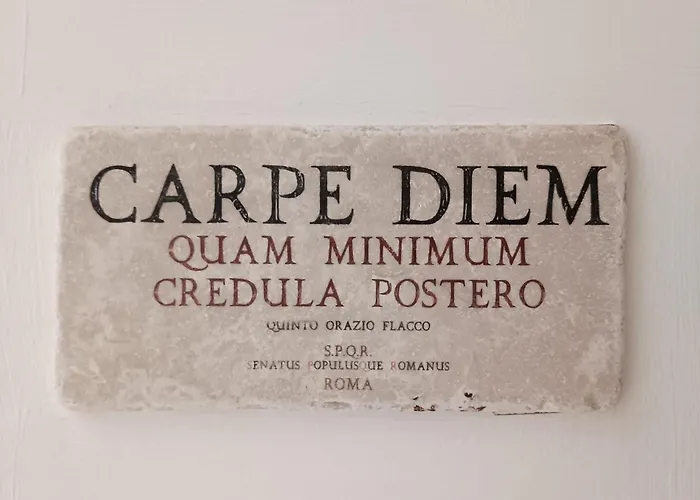 CARPE DIEM
QUAM MINIMUM
CREDULA POSTERO
QUINTO ORAZIO FLACCO
S.P.Q.R.
SENATUS POPULUSQUE ROMANUS
ROMA